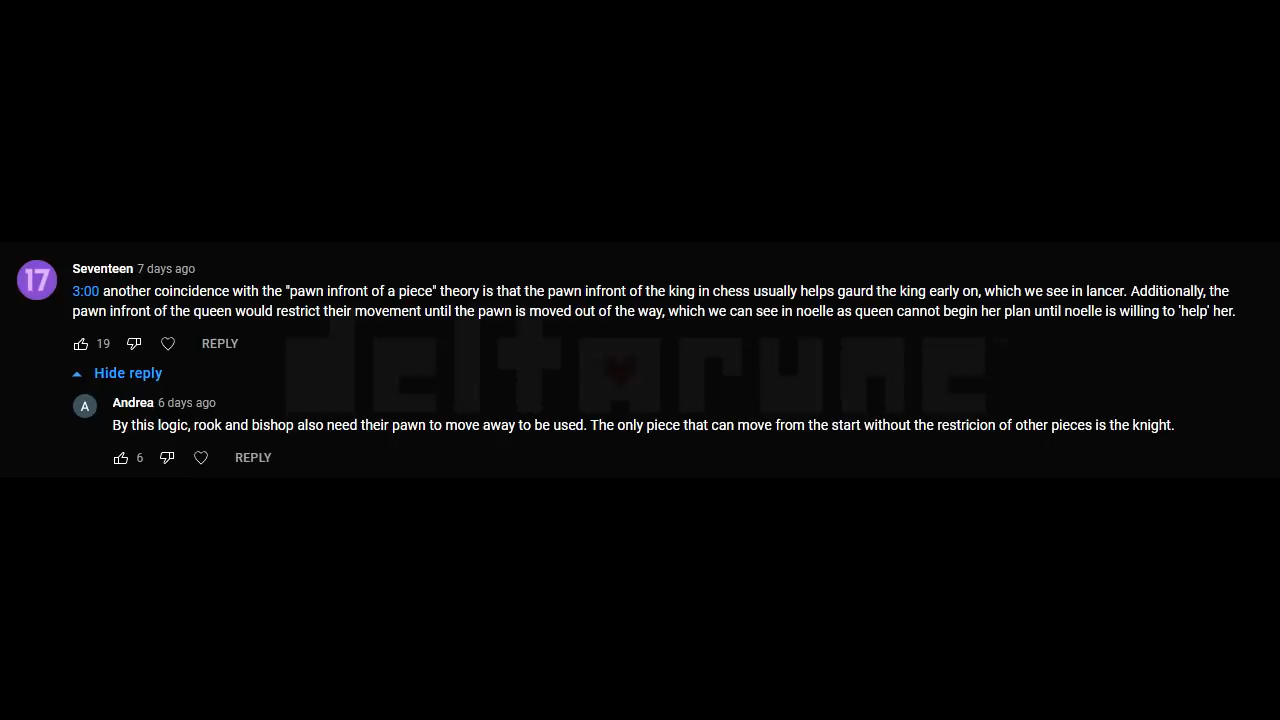 17
Seventeen 7 days ago
3:00 another coincidence with the "pawn infront of a piece" theory is that the pawn infront of the king in chess usually helps gaurd the king early on, which we see in lancer. Additionally, the
pawn infront of the queen would restrict their movement until the pawn is moved out of the way, which we can see in noelle as queen cannot begin her plan until noelle is willing to 'help' her.
19 REPLY
Hide reply
deltarune
A
Andrea 6 days ago
By this logic, rook and bishop also need their pawn to move away to be used. The only piece that can move from the start without the restricion of other pieces is the knight.
6 REPLY